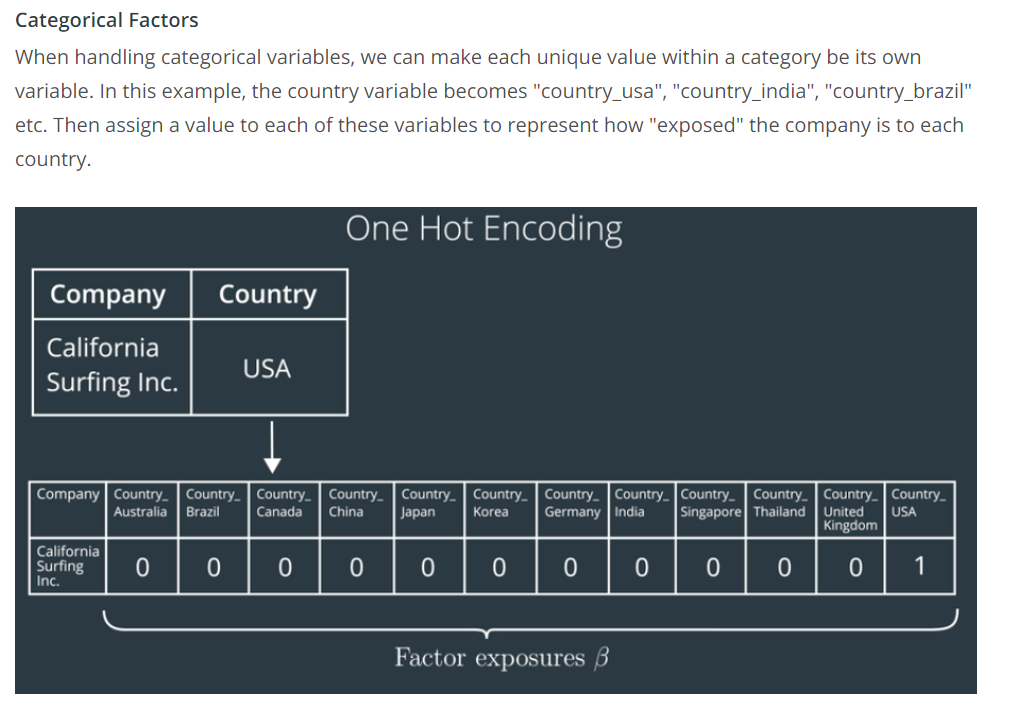 Categorical Factors
When handling categorical variables, we can make each unique value within a category be its own
variable. In this example, the country variable becomes "country_usa", "country_india", "country_brazil"
etc. Then assign a value to each of these variables to represent how "exposed" the company is to each
country.
One Hot Encoding
Company Country
California
Surfing Inc.
USA
Company
Country_
Australia
Country_
Brazil
Country_
Canada
Country_
China
Country_
Japan
Country_
Korea
Country_
Germany
Country_
India
Country_
Singapore
Country_
Thailand
Country_
United
Kingdom
Country_
USA
California
Surfing
Inc.
0 0 0 0 0 0 0 0 0 0 0 1
Factor exposures β